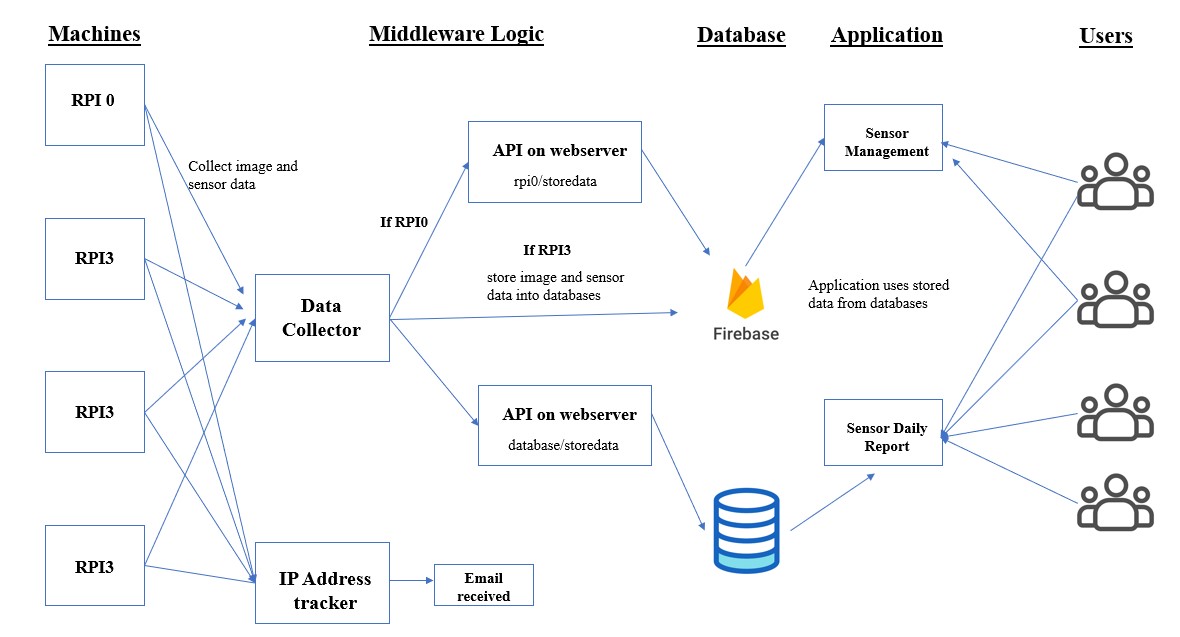 Machines
Middleware Logic
Database
Application
Users
RPI 0
Collect image and
sensor data
RPI3
RPI3
RPI3
Data
Collector
IP Address
tracker
Email
received
If RPI0
API on webserver
rpi0/storedata
If RPI3
store image and sensor
data into databases
API on webserver
database/storedata
Firebase
Sensor
Management
Application uses stored
data from databases
Sensor Daily
Report